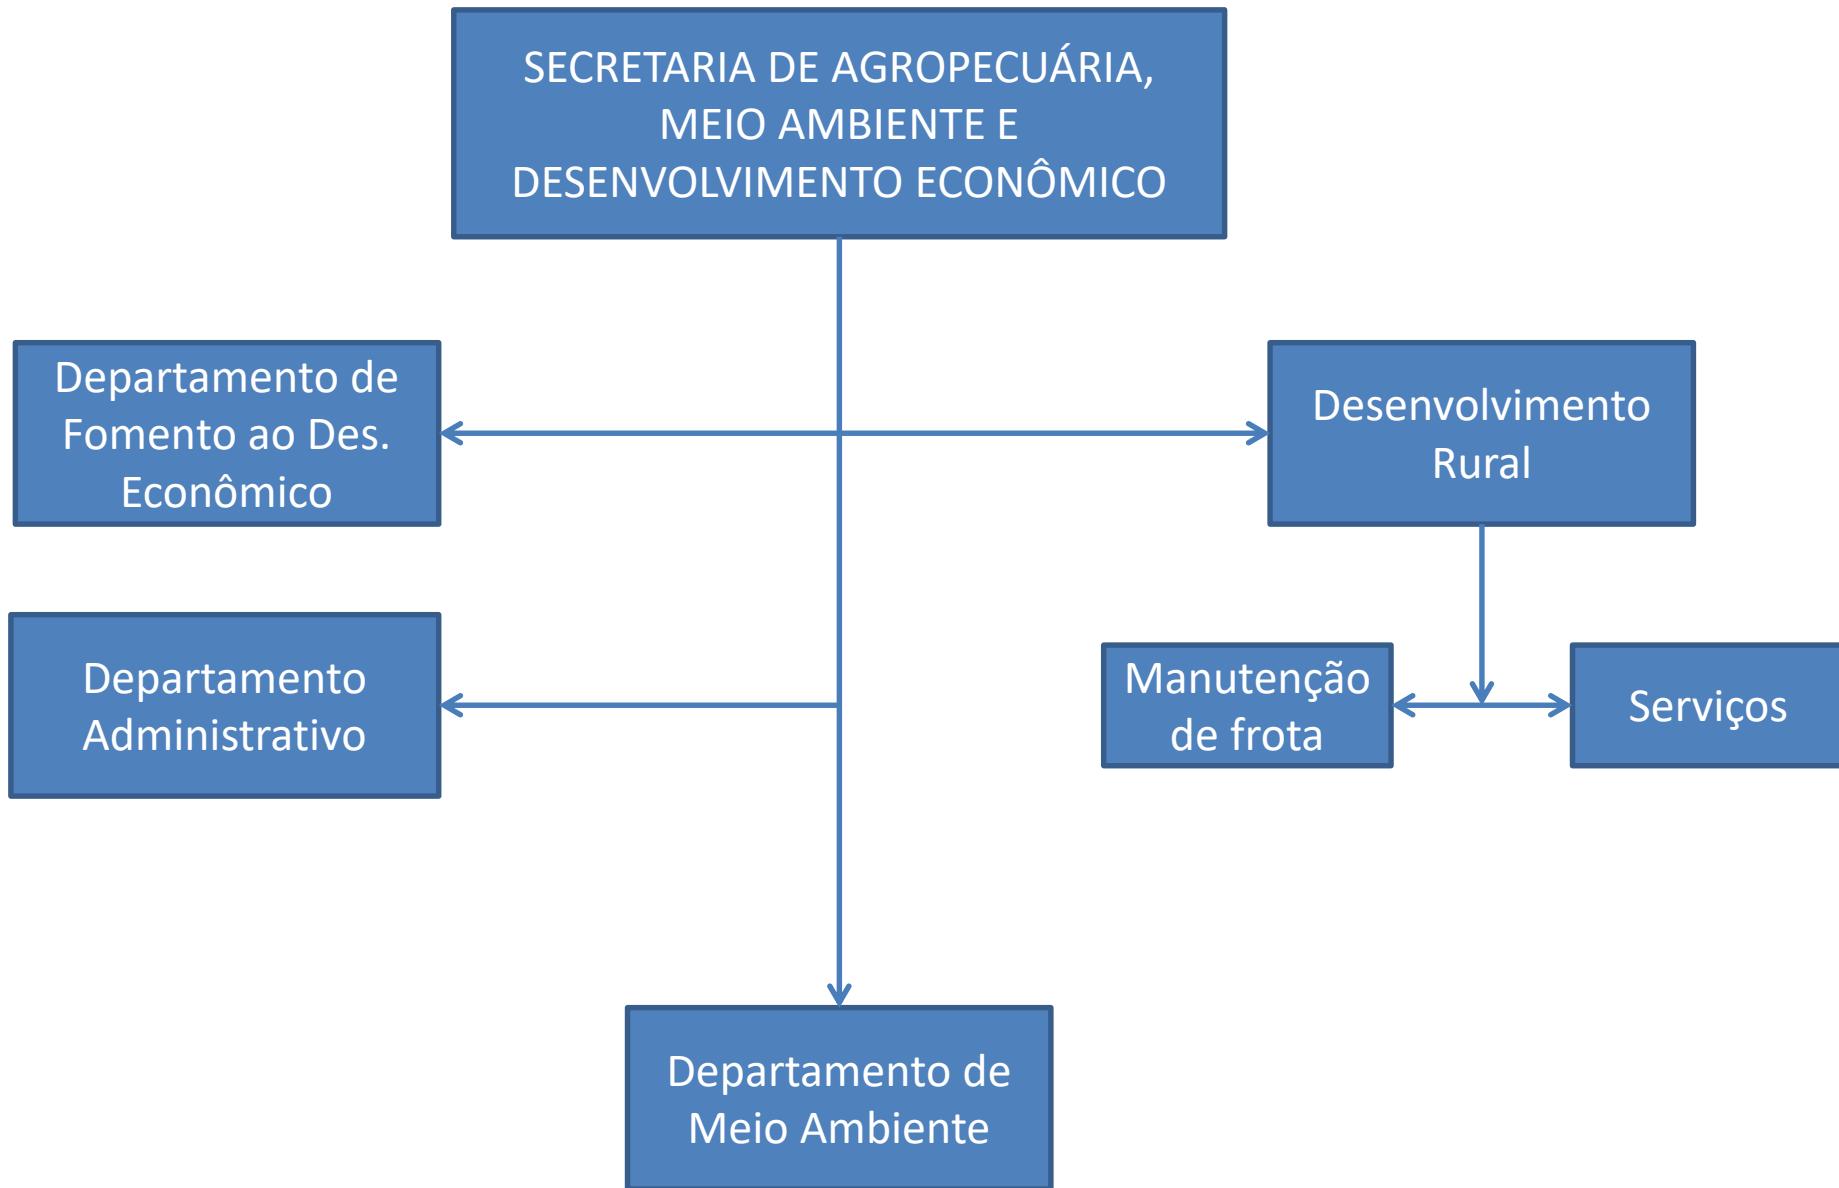 SECRETARIA DE AGROPECUÁRIA,
MEIO AMBIENTE E
DESENVOLVIMENTO ECONÔMICO
Departamento de
Fomento ao Des.
Econômico
Desenvolvimento
Rural
Departamento
Administrativo
Manutenção
de frota
Serviços
Departamento de
Meio Ambiente